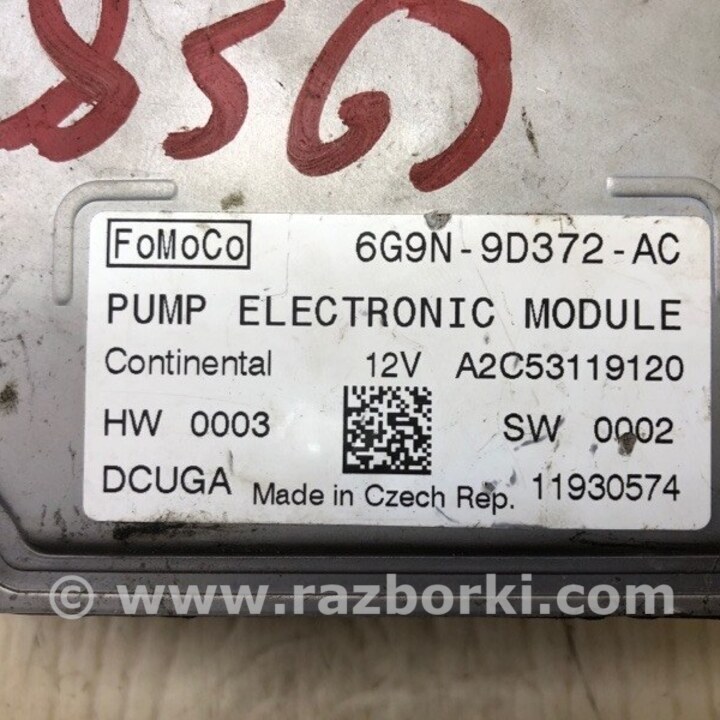 8563
FoMoCo 6G9N-9D372-AC
PUMP ELECTRONIC MODULE
Continental 12V A2C53119120
HW 0003 SW 0002
DCUGA Made in Czech Rep. 11930574
© www.razborki.com